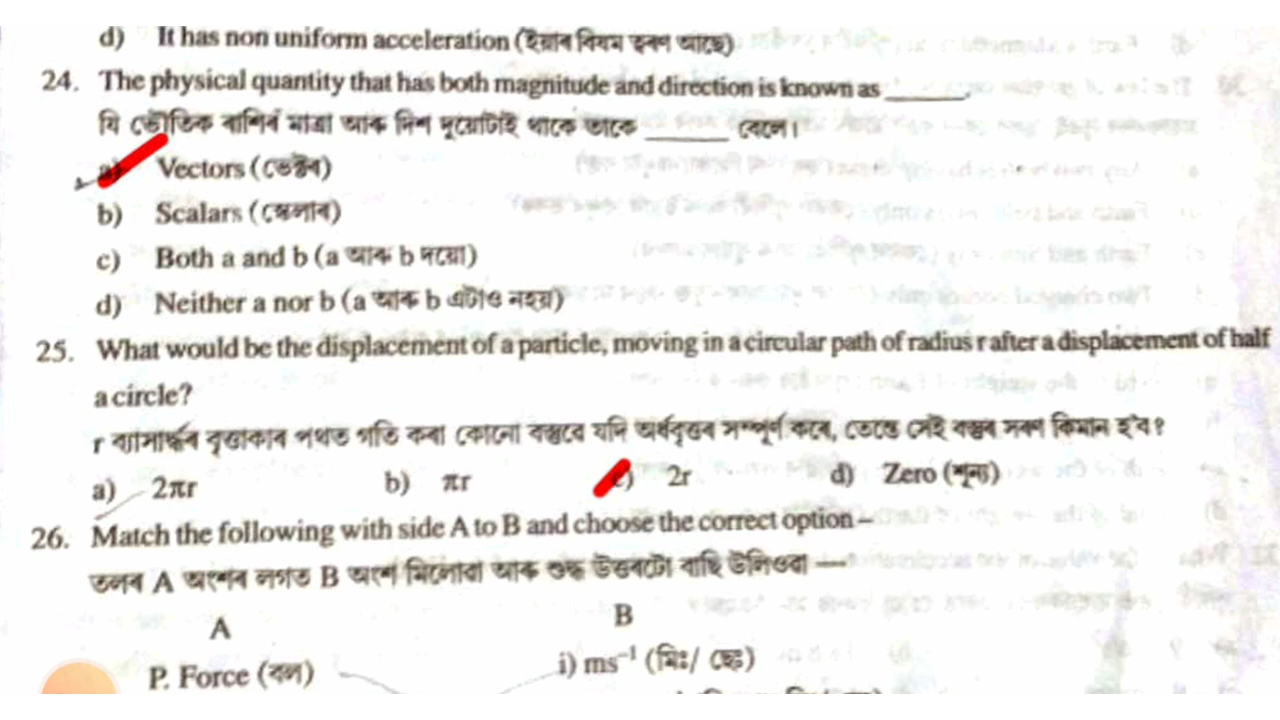 d) It has non uniform acceleration (ইয়াৰ বিষম ত্বৰণ আছে)
24. The physical quantity that has both magnitude and direction is known as ______.
যি ভৌতিক ৰাশিৰ মাত্ৰা আৰু দিশ দুয়োটাই থাকে তাকে ______ বোলে।
a) Vectors (ভেক্টৰ)
b) Scalars (স্কেলাৰ)
c) Both a and b (a আৰু b দয়ো)
d) Neither a nor b (a আৰু b এটাও নহয়)
25. What would be the displacement of a particle, moving in a circular path of radius r after a displacement of half
a circle?
r ব্যাসাৰ্দ্ধৰ বৃত্তাকাৰ পথত গতি কৰা কোনো বস্তুৱে যদি অৰ্ধবৃত্তৰ সম্পূৰ্ণ কৰে, তেন্তে সেই বস্তুৰ সৰণ কিমান হ'ব?
a) 2πr b) πr c) 2r d) Zero (শূন্য)
26. Match the following with side A to B and choose the correct option –
তলৰ A অংশৰ লগত B অংশ মিলোৱা আৰু শুদ্ধ উত্তৰটো বাছি উলিওৱা —
A B
P. Force (বল) i) ms⁻¹ (মিঃ/ ছেঃ)